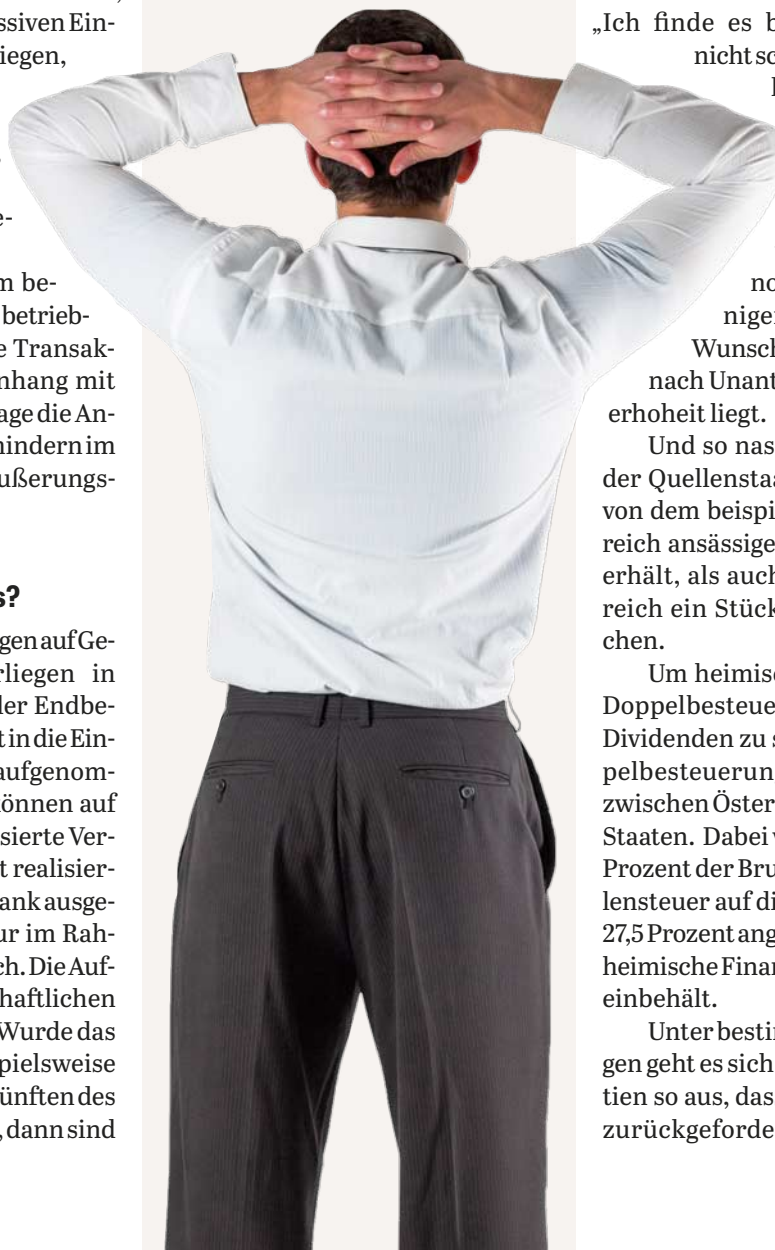 ssiven Ein-
iegen,
e-
m be-
betrieb-
e Transak-
nhang mit
age die An-
hindern im
ußerungs-
s?
gen auf Ge-
rliegen in
der Endbe-
t in die Ein-
aufgenom-
können auf
sierte Ver-
t realisier-
ank ausge-
ur im Rah-
ch. Die Auf-
haftlichen
Wurde das
pielsweise
ünften des
, dann sind
„Ich finde es b
nicht sc
no
nige
Wunsch
nach Unant
erhoheit liegt.
Und so nas
der Quellenstaa
von dem beispi
reich ansässige
erhält, als auch
reich ein Stück
chen.
Um heimisc
Doppelbesteue
Dividenden zu s
pelbesteuerun
zwischen Öster
Staaten. Dabei v
Prozent der Bru
lensteuer auf di
27,5 Prozent ang
heimische Finan
einbehält.
Unter bestin
gen geht es sich
tien so aus, das
zurückgeforde